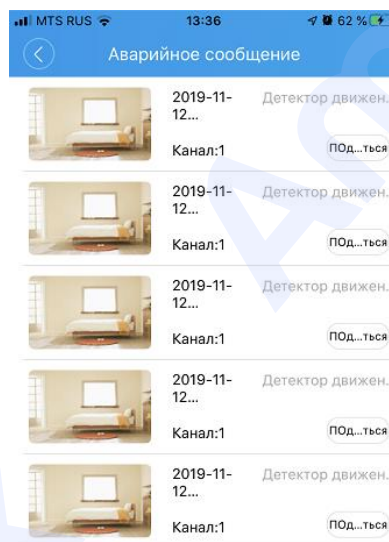 MTS RUS 13:36 62 %
Аварийное сообщение
2019-11-12... Детектор движен.
Канал:1 ПОд...ться
2019-11-12... Детектор движен.
Канал:1 ПОд...ться
2019-11-12... Детектор движен.
Канал:1 ПОд...ться
2019-11-12... Детектор движен.
Канал:1 ПОд...ться
2019-11-12... Детектор движен.
Канал:1 ПОд...ться